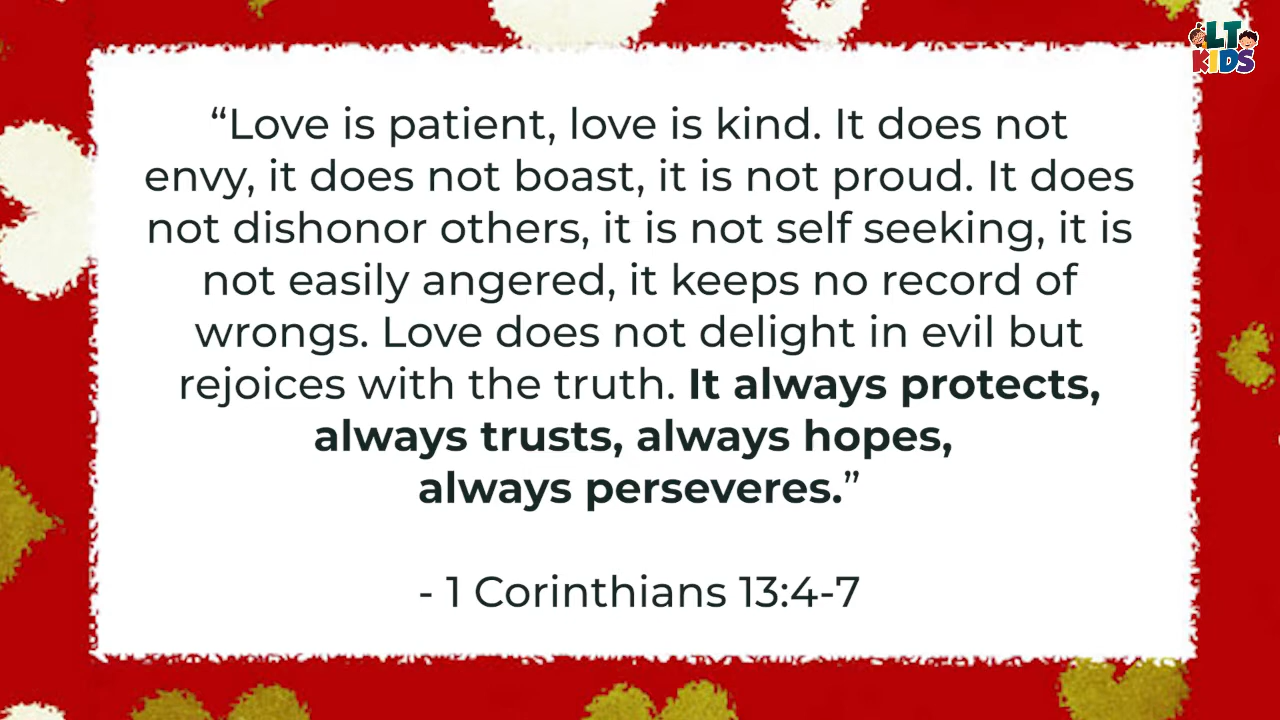 LT
KIDS
“Love is patient, love is kind. It does not
envy, it does not boast, it is not proud. It does
not dishonor others, it is not self seeking, it is
not easily angered, it keeps no record of
wrongs. Love does not delight in evil but
rejoices with the truth. It always protects,
always trusts, always hopes,
always perseveres.”
- 1 Corinthians 13:4-7